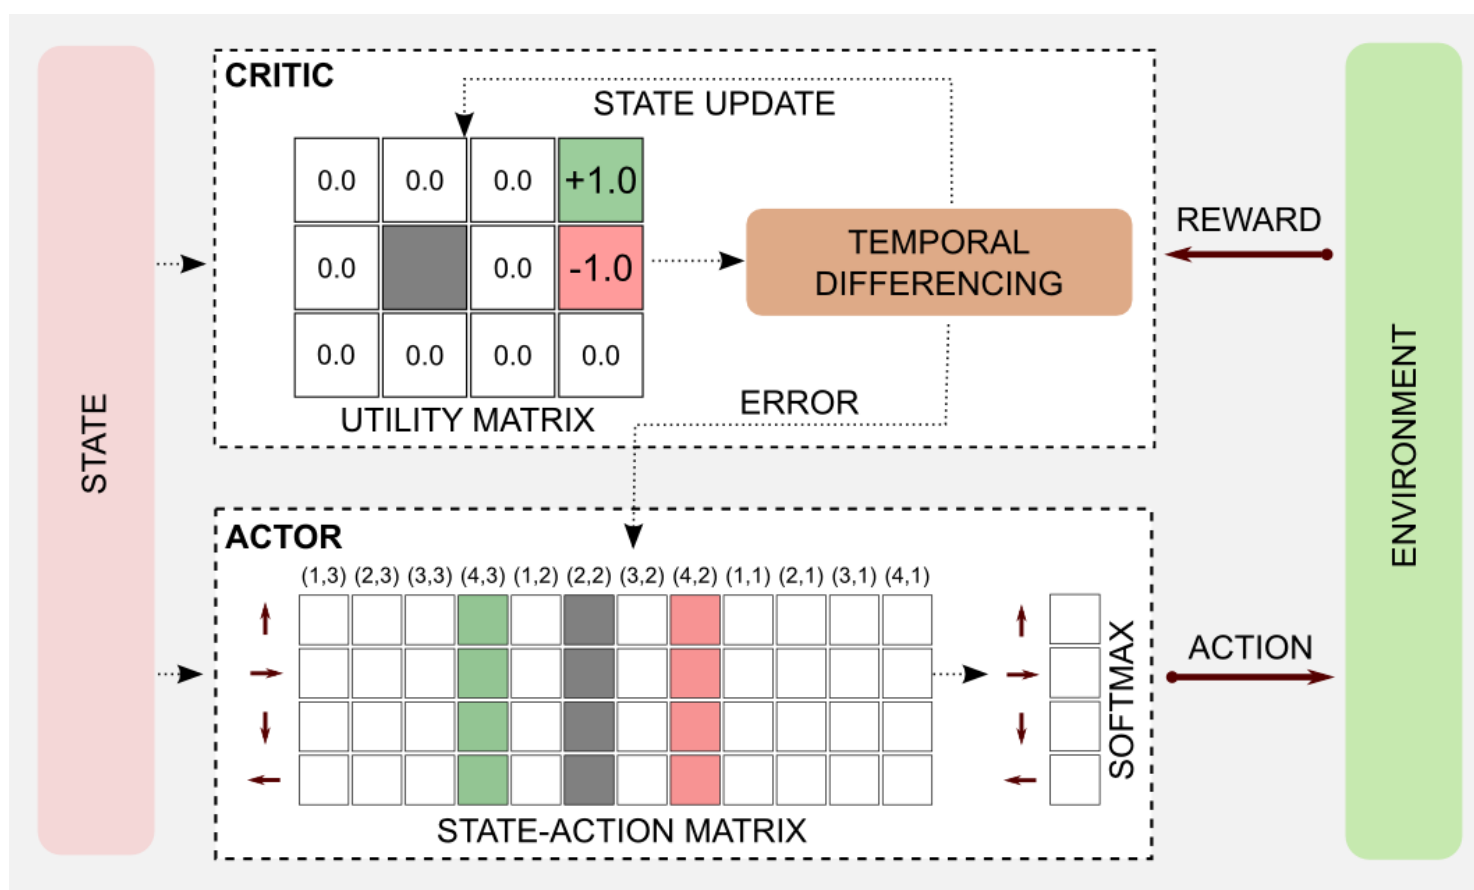 STATE
CRITIC
STATE UPDATE
0.0 0.0 0.0 +1.0
0.0 0.0 -1.0
0.0 0.0 0.0 0.0
UTILITY MATRIX
TEMPORAL
DIFFERENCING
ERROR
REWARD
ENVIRONMENT
ACTOR
(1,3) (2,3) (3,3) (4,3) (1,2) (2,2) (3,2) (4,2) (1,1) (2,1) (3,1) (4,1)
STATE-ACTION MATRIX
SOFTMAX
ACTION